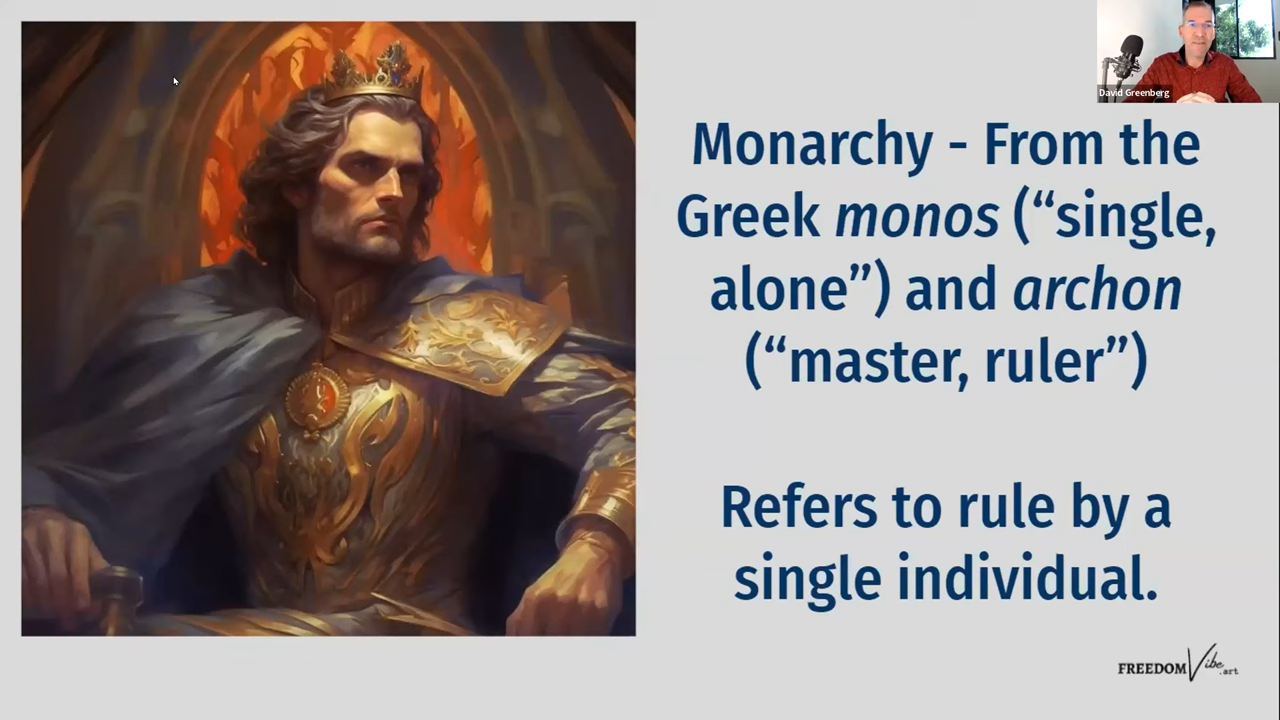 David Greenberg
Monarchy - From the
Greek monos (“single,
alone”) and archon
(“master, ruler”)
Refers to rule by a
single individual.
FREEDOM Vibe.art